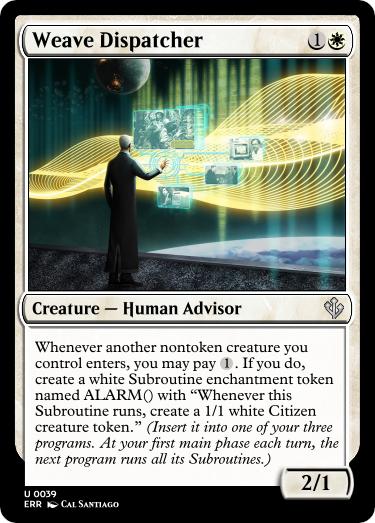 Weave Dispatcher 1
Creature — Human Advisor
Whenever another nontoken creature you
control enters, you may pay 1. If you do,
create a white Subroutine enchantment token
named ALARM() with “Whenever this
Subroutine runs, create a 1/1 white Citizen
creature token.” (Insert it into one of your three
programs. At your first main phase each turn, the
next program runs all its Subroutines.)
2/1
U 0039
ERR Cal Santiago